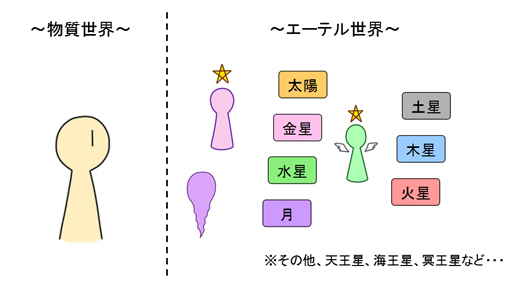 ～物質世界～
～エーテル世界～
太陽
金星
水星
月
土星
木星
火星
※その他、天王星、海王星、冥王星など・・・